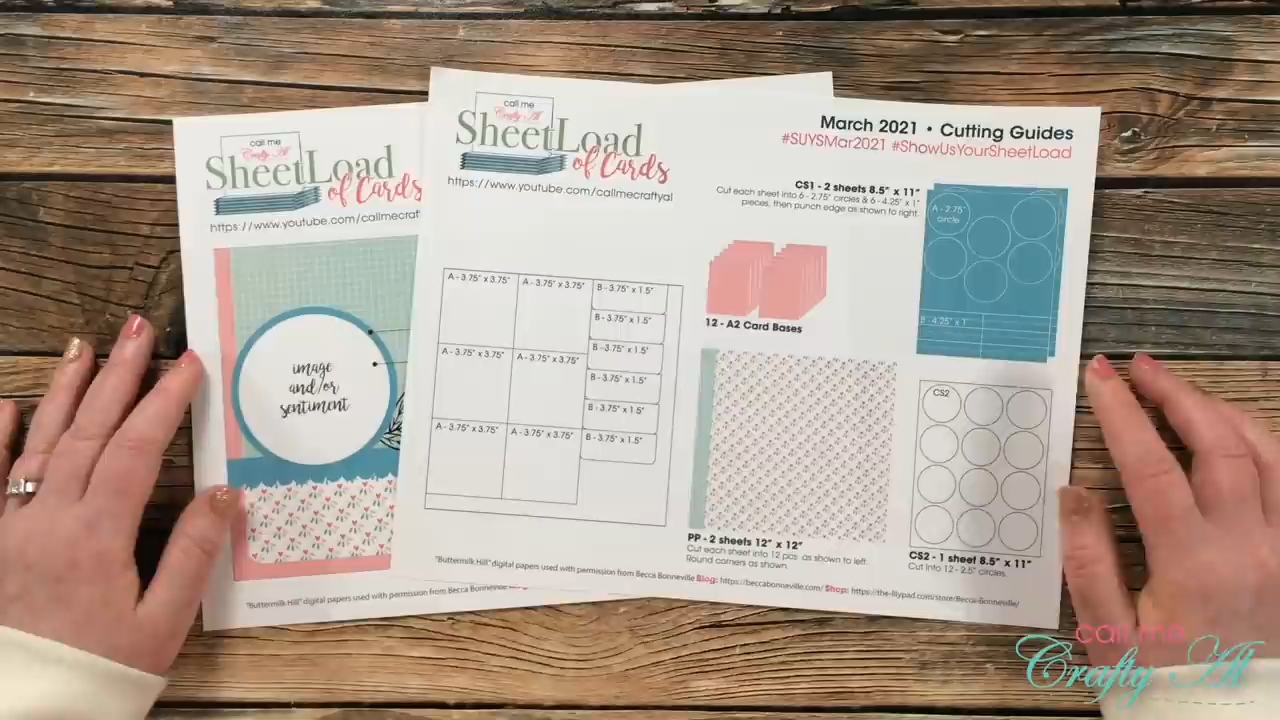 call me
Crafty Al
SheetLoad
of Cards
https://www.youtube.com/callmecraf
image
and/or
sentiment
"Buttermilk Hill" digital papers used with permission from Becca Bonneville
call me
Crafty Al
SheetLoad
of Cards
https://www.youtube.com/callmecraftyal
March 2021 • Cutting Guides
#SUYSMar2021 #ShowUsYourSheetLoad
CS1 - 2 sheets 8.5" x 11"
Cut each sheet into 6 - 2.75" circles & 6 - 4.25" x 1"
pieces, then punch edge as shown to right.
A - 2.75"
circle
B - 4.25" x 1
A - 3.75" x 3.75"
A - 3.75" x 3.75"
B - 3.75" x 1.5"
B - 3.75" x 1.5"
B - 3.75" x 1.5"
A - 3.75" x 3.75"
A - 3.75" x 3.75"
B - 3.75" x 1.5"
B - 3.75" x 1.5"
A - 3.75" x 3.75"
A - 3.75" x 3.75"
B - 3.75" x 1.5"
12 - A2 Card Bases
CS2
PP - 2 sheets 12" x 12"
Cut each sheet into 12 pcs as shown to left.
Round corners as shown.
CS2 - 1 sheet 8.5" x 11"
Cut into 12 - 2.5" circles.
"Buttermilk Hill" digital papers used with permission from Becca Bonneville Blog: https://beccabonneville.com/ Shop: https://the-lilypad.com/store/Becca-Bonneville/
call me
Crafty Al